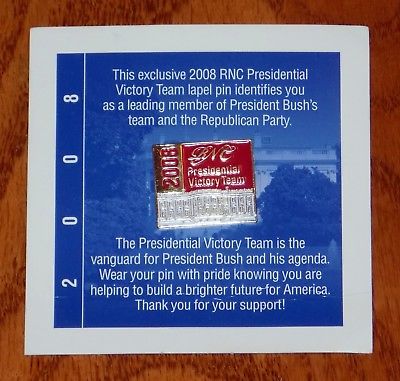 This exclusive 2008 RNC Presidential
Victory Team lapel pin identifies you
as a leading member of President Bush's
team and the Republican Party.
2008
RNC
Presidential
Victory Team
The Presidential Victory Team is the
vanguard for President Bush and his agenda.
Wear your pin with pride knowing you are
helping to build a brighter future for America.
Thank you for your support!
2008